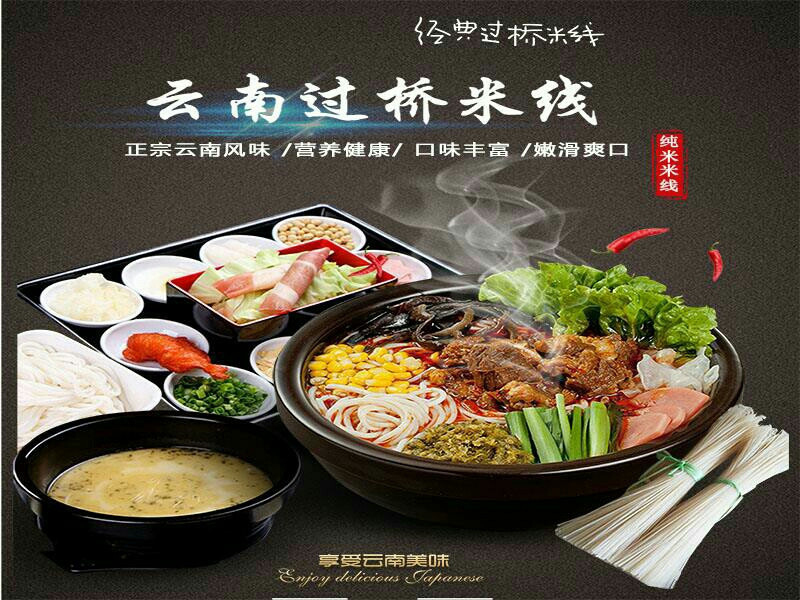 经典过桥米线
云南过桥米线
正宗云南风味 /营养健康/ 口味丰富 /嫩滑爽口
纯米米线
享受云南美味
Enjoy delicious Japanese